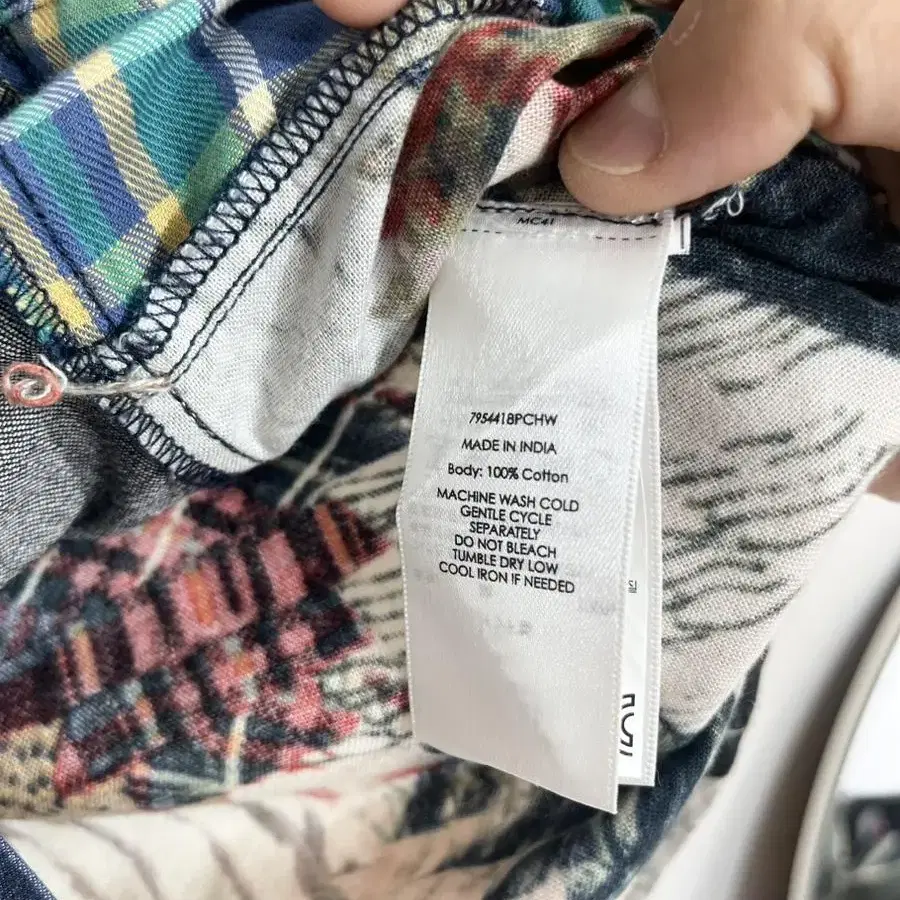 MC41
7954418PCHW
MADE IN INDIA
Body: 100% Cotton
MACHINE WASH COLD
GENTLE CYCLE
SEPARATELY
DO NOT BLEACH
TUMBLE DRY LOW
COOL IRON IF NEEDED